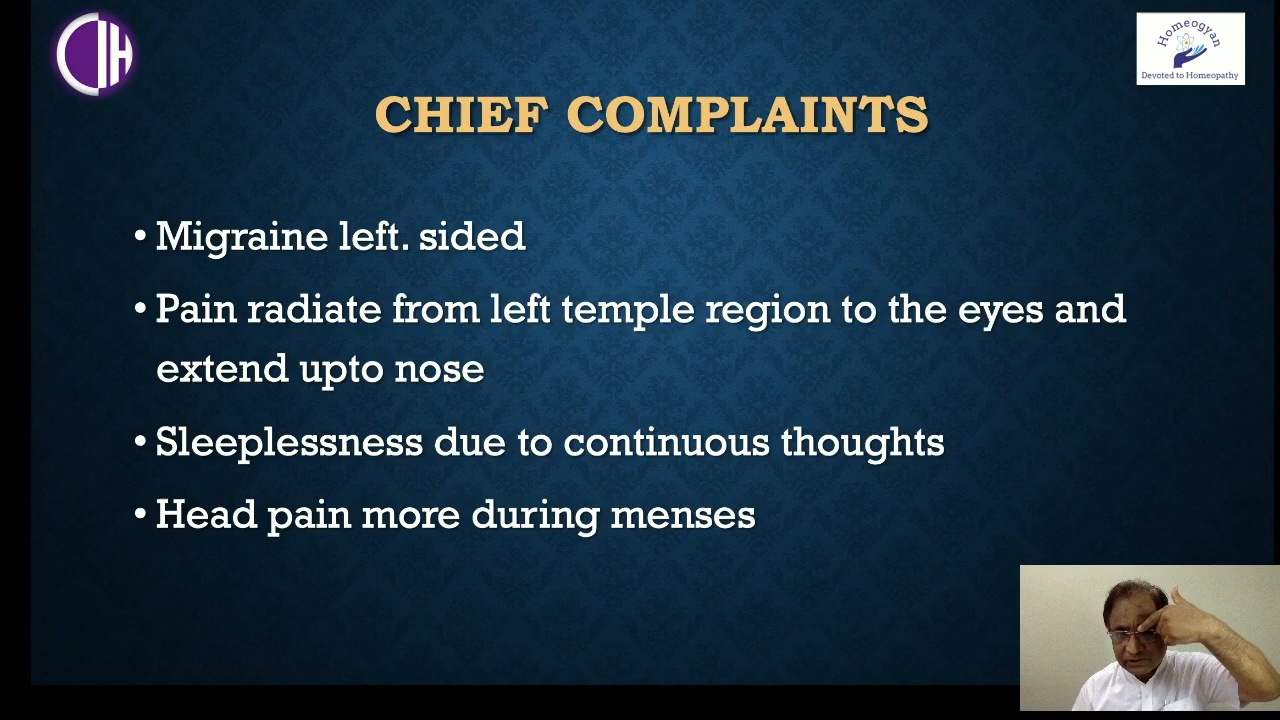 Homeogyan
Devoted to Homeopathy
CHIEF COMPLAINTS
• Migraine left. sided
• Pain radiate from left temple region to the eyes and
extend upto nose
• Sleeplessness due to continuous thoughts
• Head pain more during menses